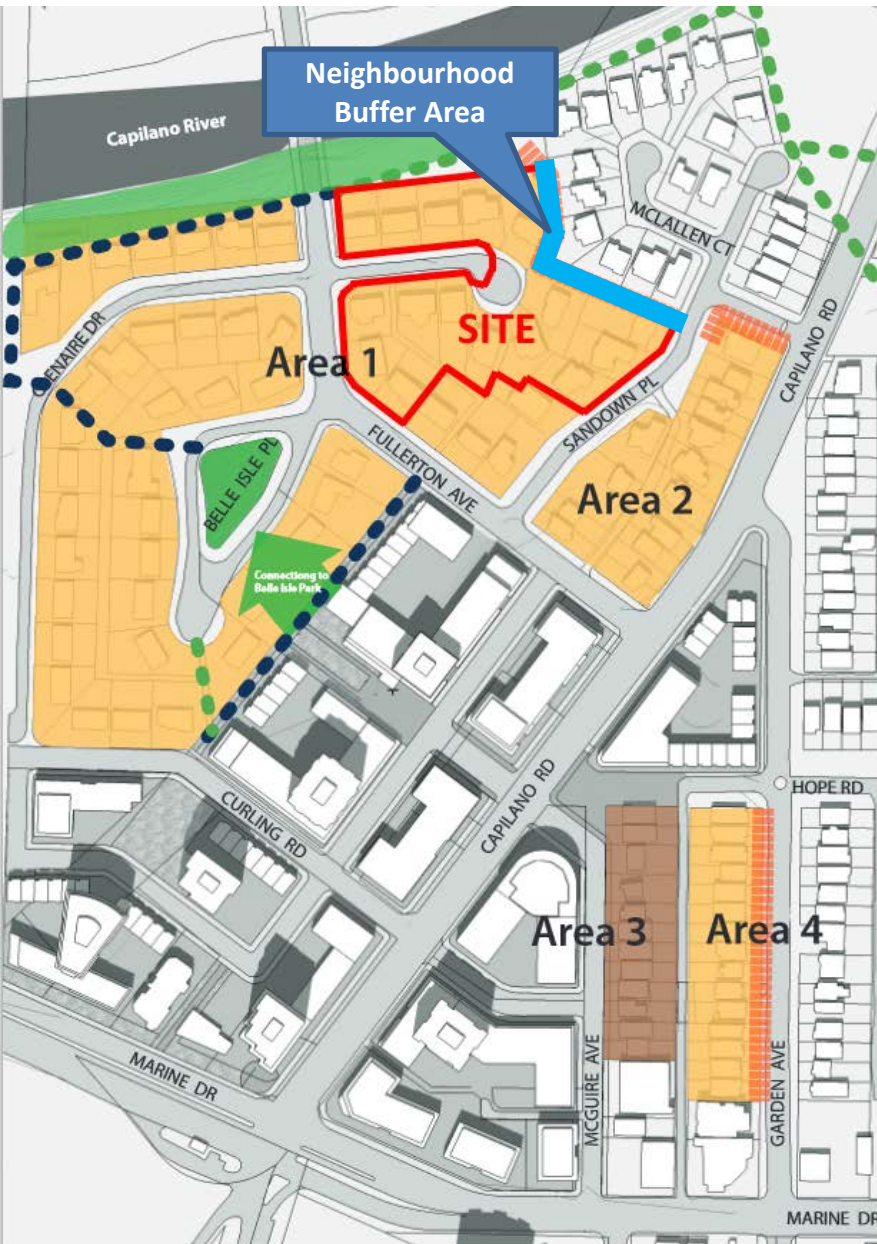 Neighbourhood
Buffer Area
Capilano River
MCLALLEN CT
CAPILANO RD
GLENAIRE DR
SITE
Area 1
SANDOWN PL
FULLERTON AVE
Area 2
BELLE ISLE PL
Connectiong to
Belle Isle Park
HOPE RD
CURLING RD
CAPILANO RD
Area 3
Area 4
MARINE DR
MCGUIRE AVE
GARDEN AVE
MARINE DR